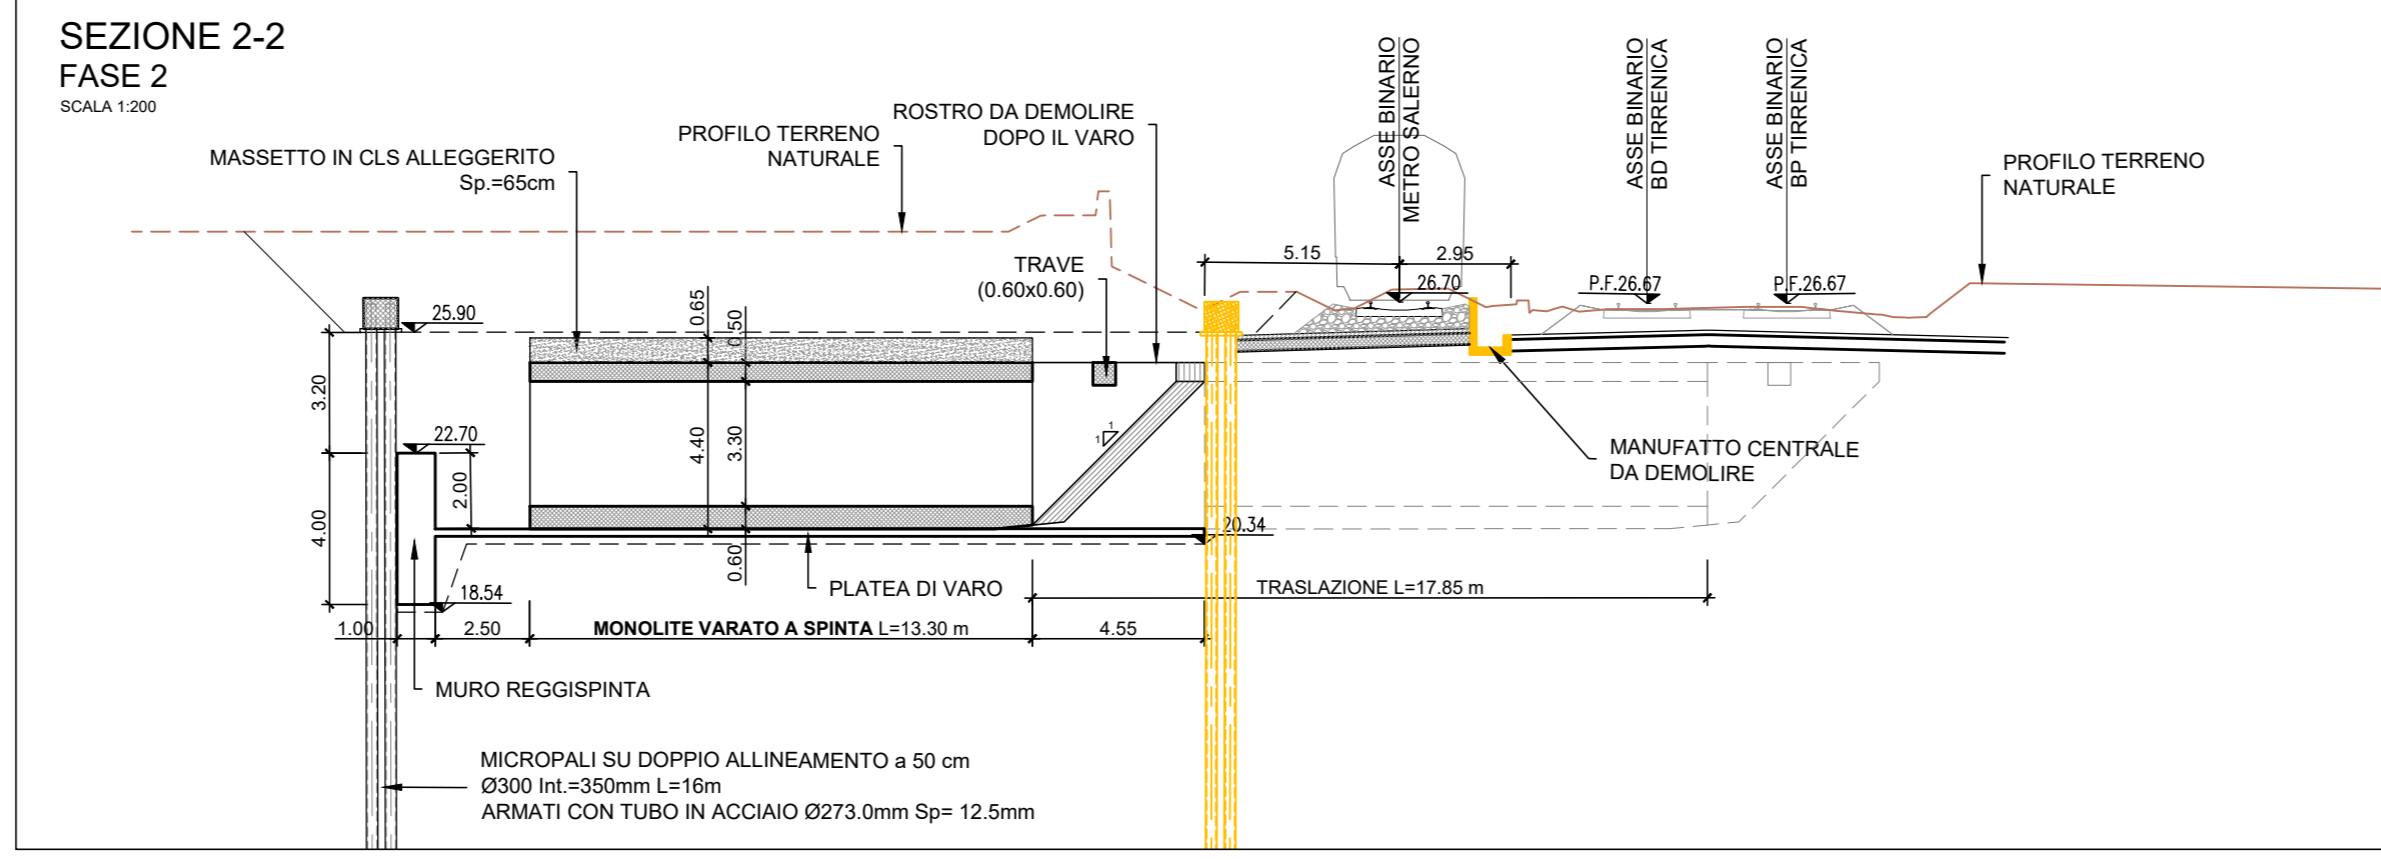 SEZIONE 2-2
FASE 2
SCALA 1:200
MASSETTO IN CLS ALLEGGERITO
Sp.=65cm
PROFILO TERRENO
NATURALE
ROSTRO DA DEMOLIRE
DOPO IL VARO
TRAVE
(0.60x0.60)
ASSE BINARIO
METRO SALERNO
ASSE BINARIO
BD TIRRENICA
ASSE BINARIO
BP TIRRENICA
PROFILO TERRENO
NATURALE
5.15
2.95
26.70
P.F.26.67
P.F.26.67
25.90
0.65
0.50
3.20
22.70
4.40
3.30
1
1
2.00
4.00
MANUFATTO CENTRALE
DA DEMOLIRE
20.34
0.60
18.54
PLATEA DI VARO
TRASLAZIONE L=17.85 m
1.00
2.50
MONOLITE VARATO A SPINTA L=13.30 m
4.55
MURO REGGISPINTA
MICROPALI SU DOPPIO ALLINEAMENTO a 50 cm
Ø300 Int.=350mm L=16m
ARMATI CON TUBO IN ACCIAIO Ø273.0mm Sp= 12.5mm